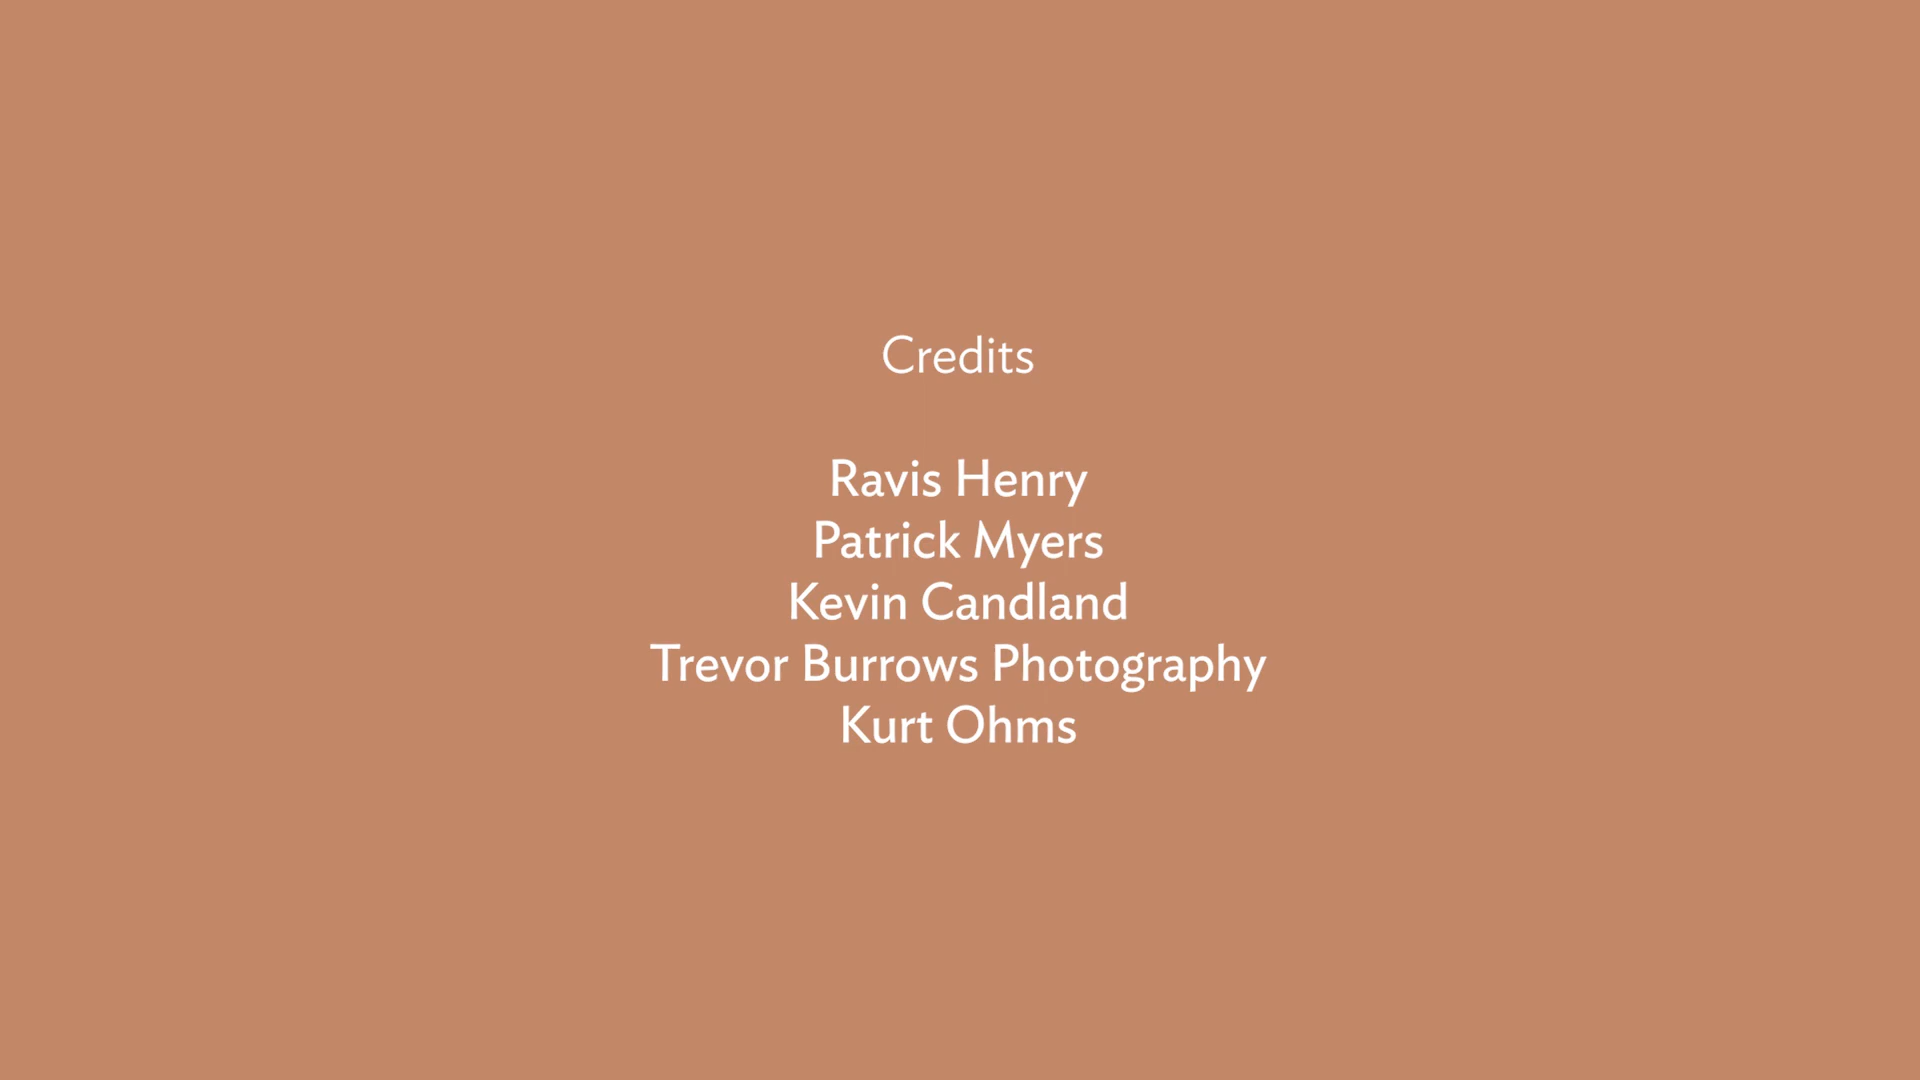 Credits
Ravis Henry
Patrick Myers
Kevin Candland
Trevor Burrows Photography
Kurt Ohms